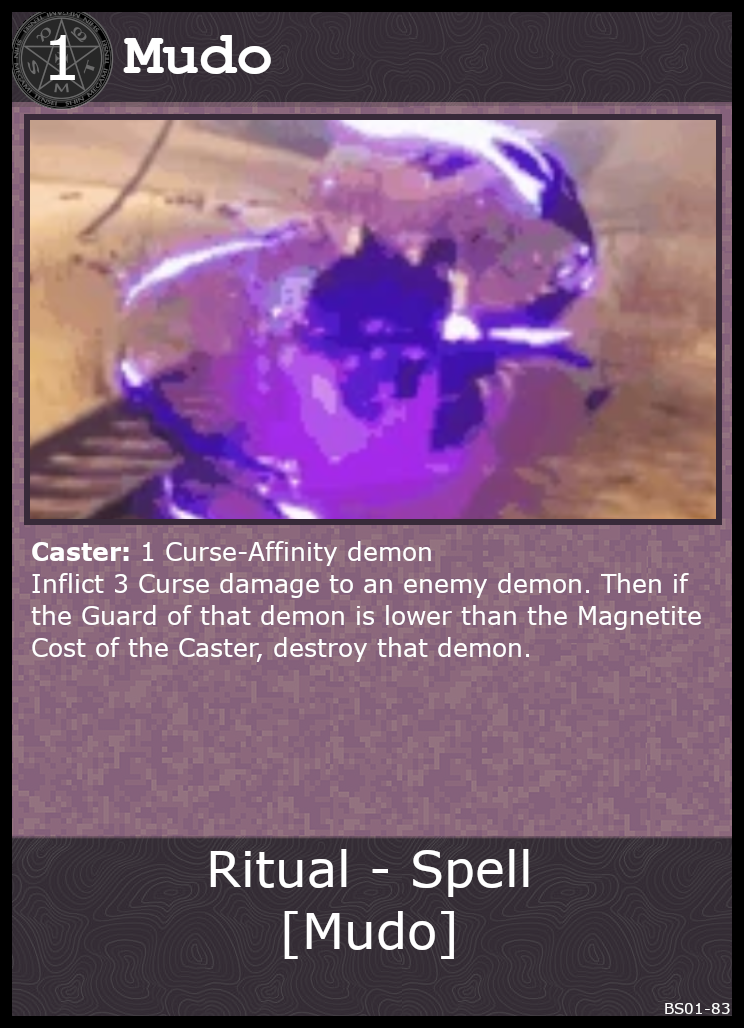 1 Mudo
Caster: 1 Curse-Affinity demon
Inflict 3 Curse damage to an enemy demon. Then if
the Guard of that demon is lower than the Magnetite
Cost of the Caster, destroy that demon.
Ritual - Spell
[Mudo]
BS01-83